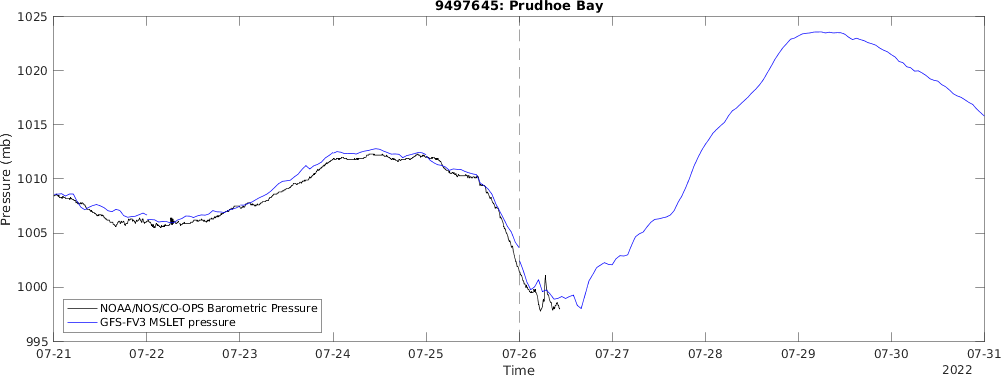 9497645: Prudhoe Bay
Pressure (mb)
1025
1020
1015
1010
1005
1000
995
NOAA/NOS/CO-OPS Barometric Pressure
GFS-FV3 MSLET pressure
07-21 07-22 07-23 07-24 07-25 07-26 07-27 07-28 07-29 07-30 07-31
Time
2022